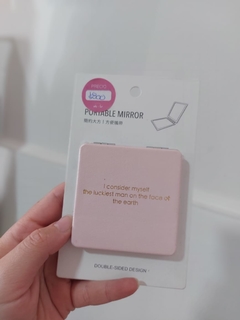 PORTABLE MIRROR
I consider myself
the luckiest man on the face of
the earth
DOUBLE-SIDED DESIGN